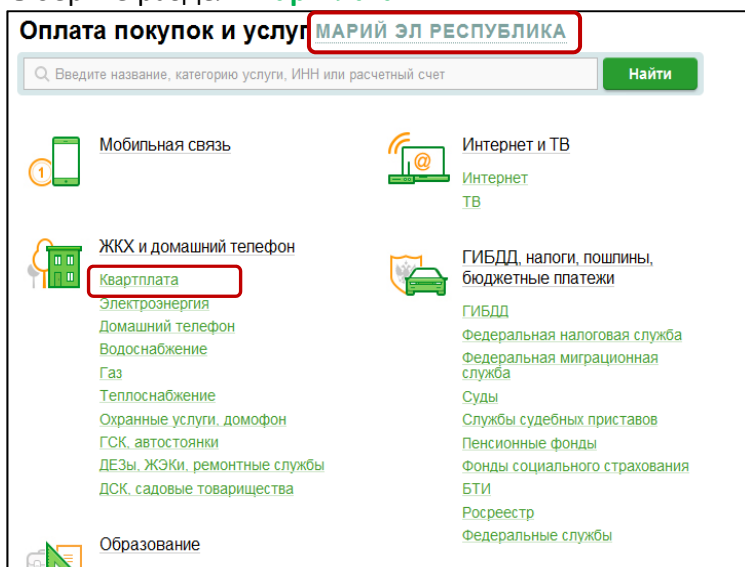 Оплата покупок и услуг МАРИЙ ЭЛ РЕСПУБЛИКА
Введите название, категорию услуги, ИНН или расчетный счет
Найти
Мобильная связь
1
ЖКХ и домашний телефон
Квартплата
Электроэнергия
Домашний телефон
Водоснабжение
Газ
Теплоснабжение
Охранные услуги, домофон
ГСК, автостоянки
ДЕЗы, ЖЭКи, ремонтные службы
ДСК, садовые товарищества
Образование
Интернет и ТВ
@
Интернет
ТВ
ГИБДД, налоги, пошлины,
бюджетные платежи
ГИБДД
Федеральная налоговая служба
Федеральная миграционная
служба
Суды
Службы судебных приставов
Пенсионные фонды
Фонды социального страхования
БТИ
Росреестр
Федеральные службы